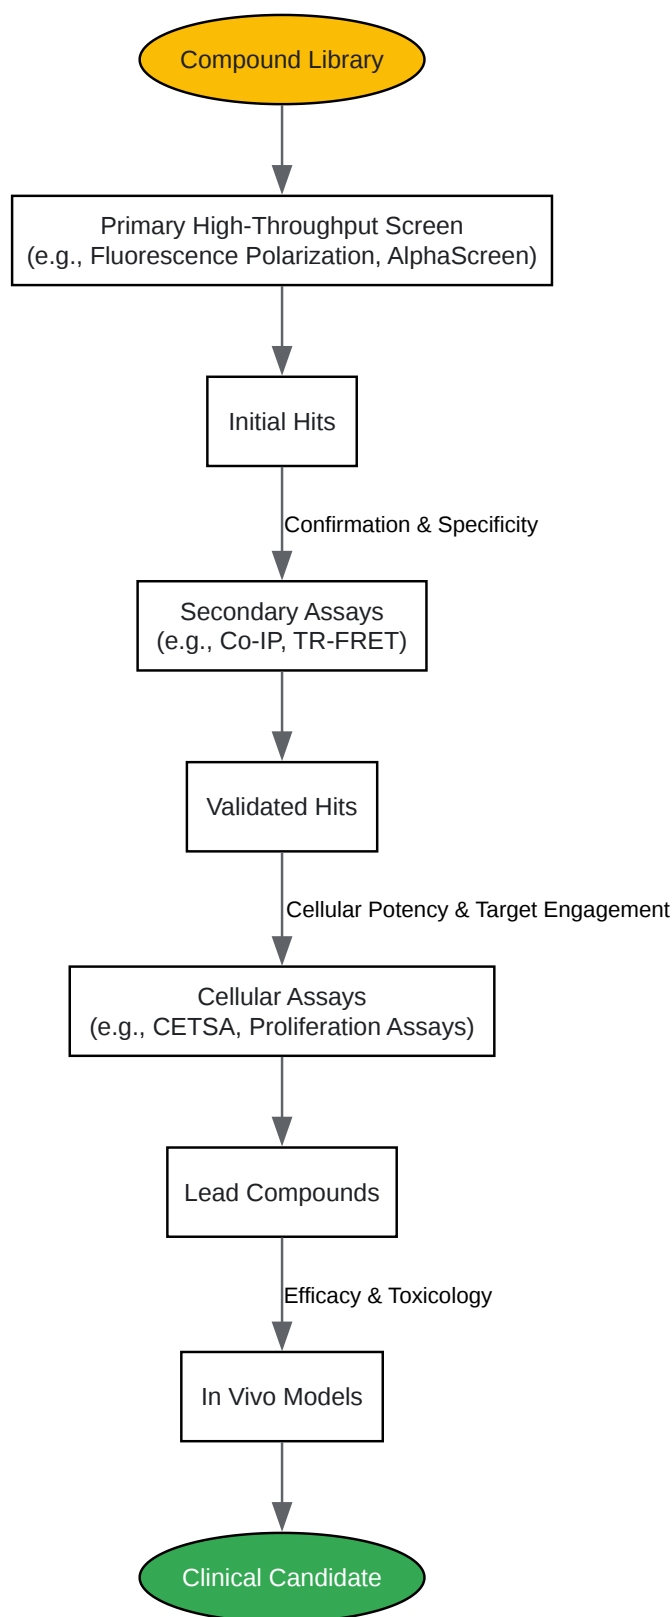 Compound Library
Primary High-Throughput Screen
(e.g., Fluorescence Polarization, AlphaScreen)
Initial Hits
Confirmation & Specificity
Secondary Assays
(e.g., Co-IP, TR-FRET)
Validated Hits
Cellular Potency & Target Engagement
Cellular Assays
(e.g., CETSA, Proliferation Assays)
Lead Compounds
Efficacy & Toxicology
In Vivo Models
Clinical Candidate